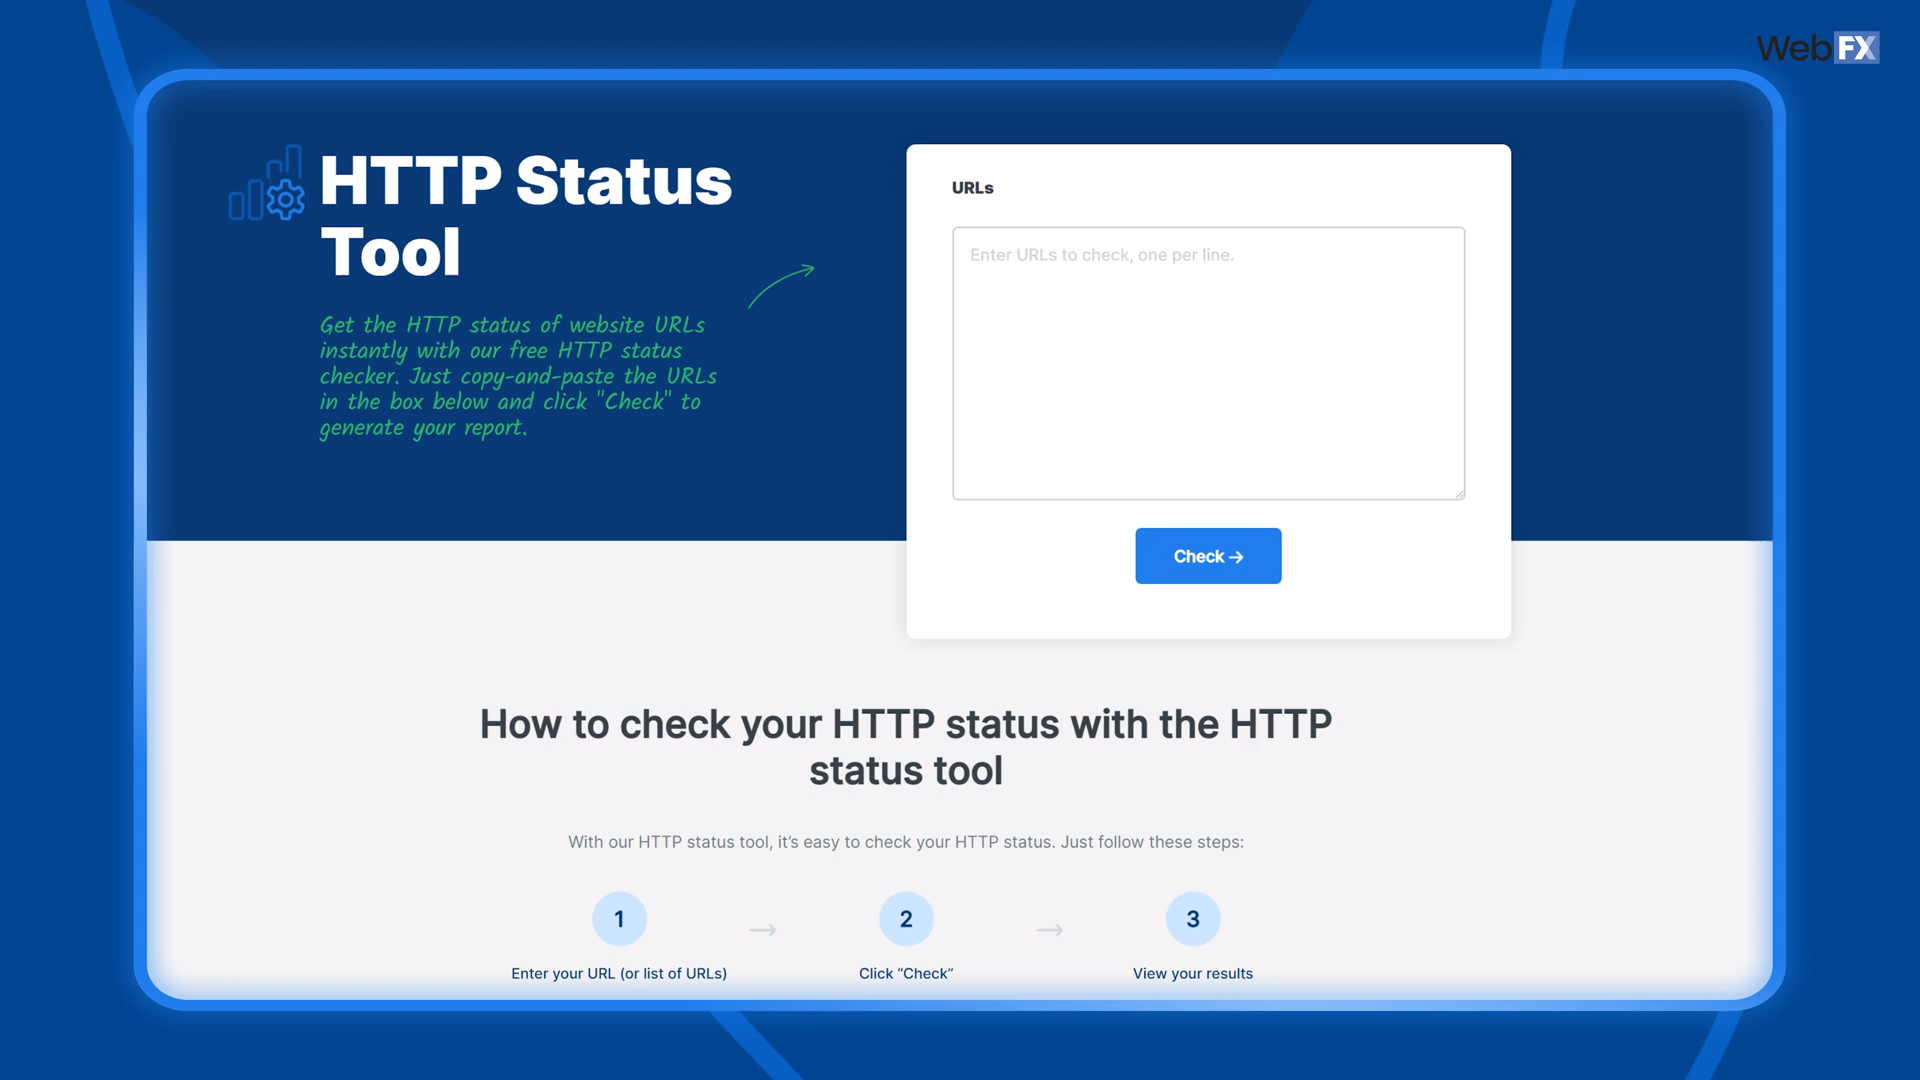 WebFX
HTTP Status
Tool
Get the HTTP status of website URLs
instantly with our free HTTP status
checker. Just copy-and-paste the URLs
in the box below and click "Check" to
generate your report.
URLs
Enter URLs to check, one per line.
Check →
How to check your HTTP status with the HTTP
status tool
With our HTTP status tool, it’s easy to check your HTTP status. Just follow these steps:
1
Enter your URL (or list of URLs)
2
Click “Check”
3
View your results